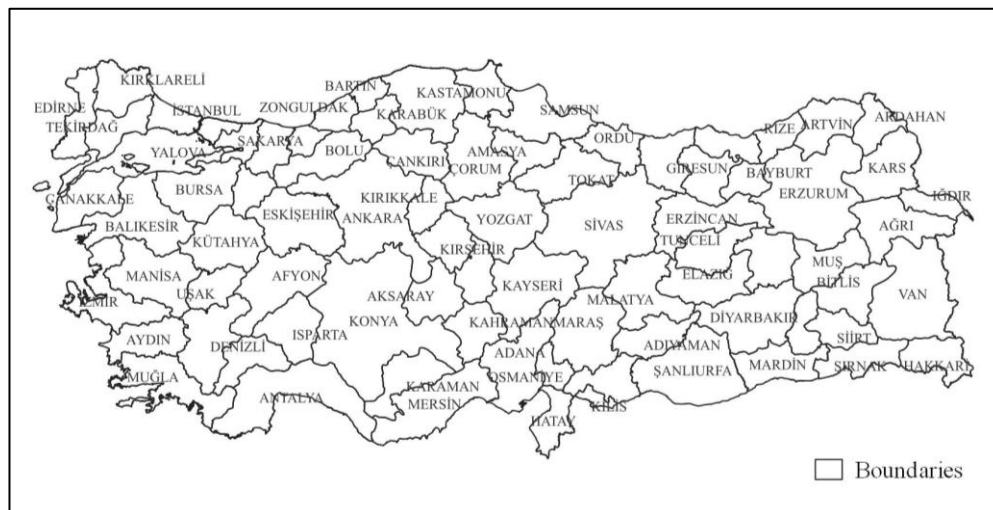 KIRKLARELİ
EDİRNE
TEKİRDAĞ
İSTANBUL
YALOVA
SAKARYA
ZONGULDAK
BARTIN
KARABÜK
KASTAMONU
SAMSUN
ORDU
GİRESUN
RİZE
ARTVİN
ARDAHAN
KARS
IĞDIR
BOLU
ÇANKIRI
ÇORUM
AMASYA
TOKAT
BAYBURT
ERZURUM
AĞRI
ÇANAKKALE
BURSA
BALIKESİR
KÜTAHYA
ESKİŞEHİR
ANKARA
KIRIKKALE
KIRŞEHİR
YOZGAT
SİVAS
ERZİNCAN
TUNCELİ
ELAZIĞ
MUŞ
BİTLİS
VAN
MANİSA
UŞAK
İZMİR
AFYON
AKSARAY
KONYA
KAYSERİ
MALATYA
DİYARBAKIR
SİİRT
AYDIN
DENİZLİ
ISPARTA
KAHRAMANMARAŞ
ADIYAMAN
ADANA
OSMANİYE
ŞANLIURFA
MARDİN
ŞIRNAK
HAKKARİ
MUĞLA
ANTALYA
KARAMAN
MERSİN
HATAY
KİLİS
Boundaries